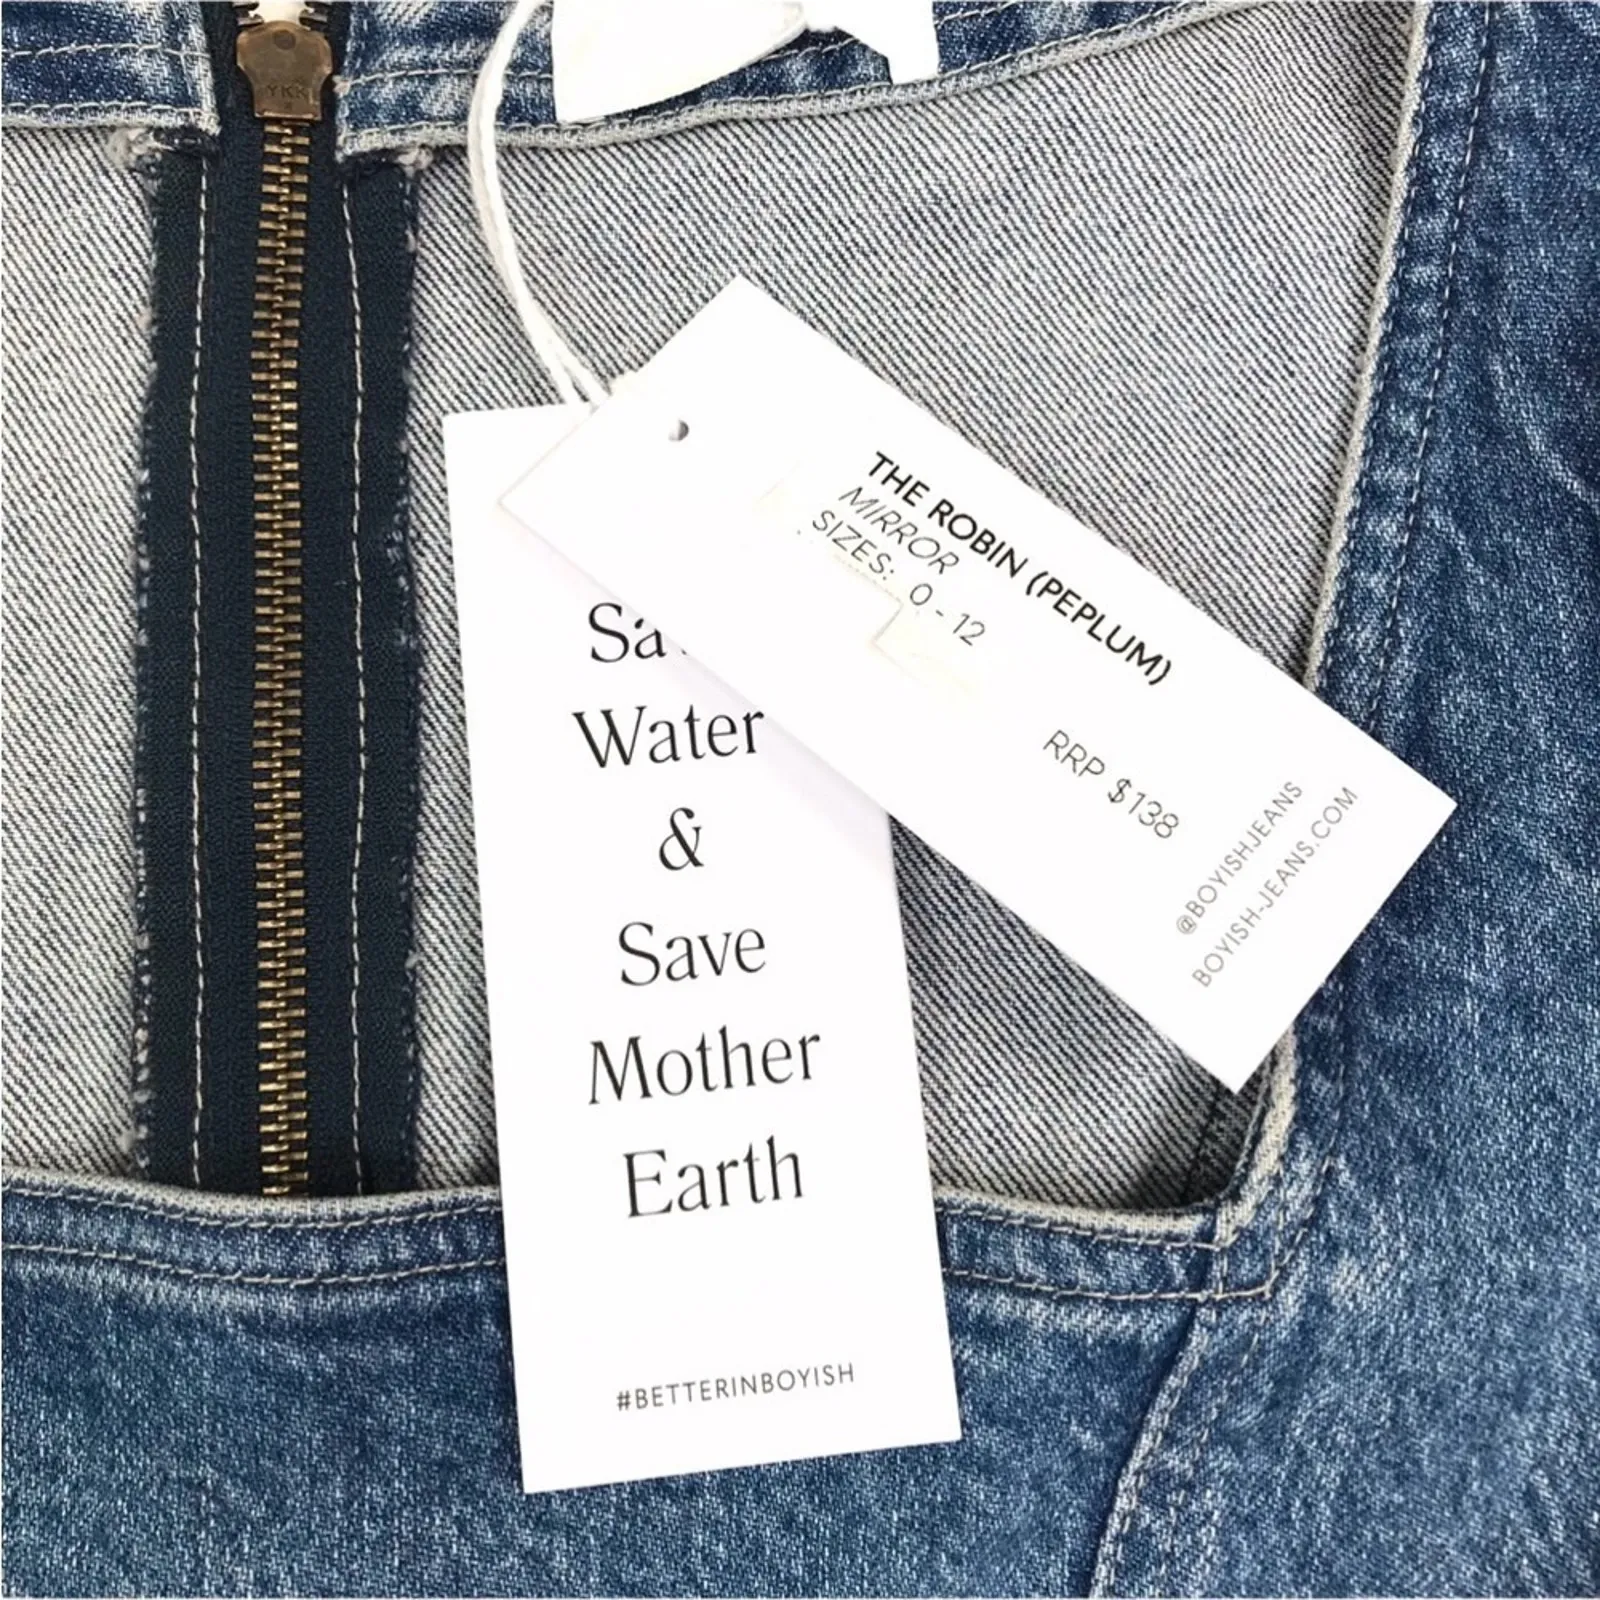 YKK
THE ROBIN (PEPLUM)
MIRROR
SIZES: 0 - 12
RRP $138
@BOYISHJEANS
BOYISH-JEANS.COM
Water
&
Save
Mother
Earth
#BETTERINBOYISH